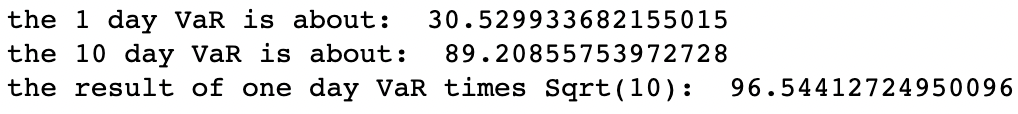 the 1 day VaR is about:  30.529933682155015
the 10 day VaR is about:  89.20855753972728
the result of one day VaR times Sqrt(10):  96.54412724950096